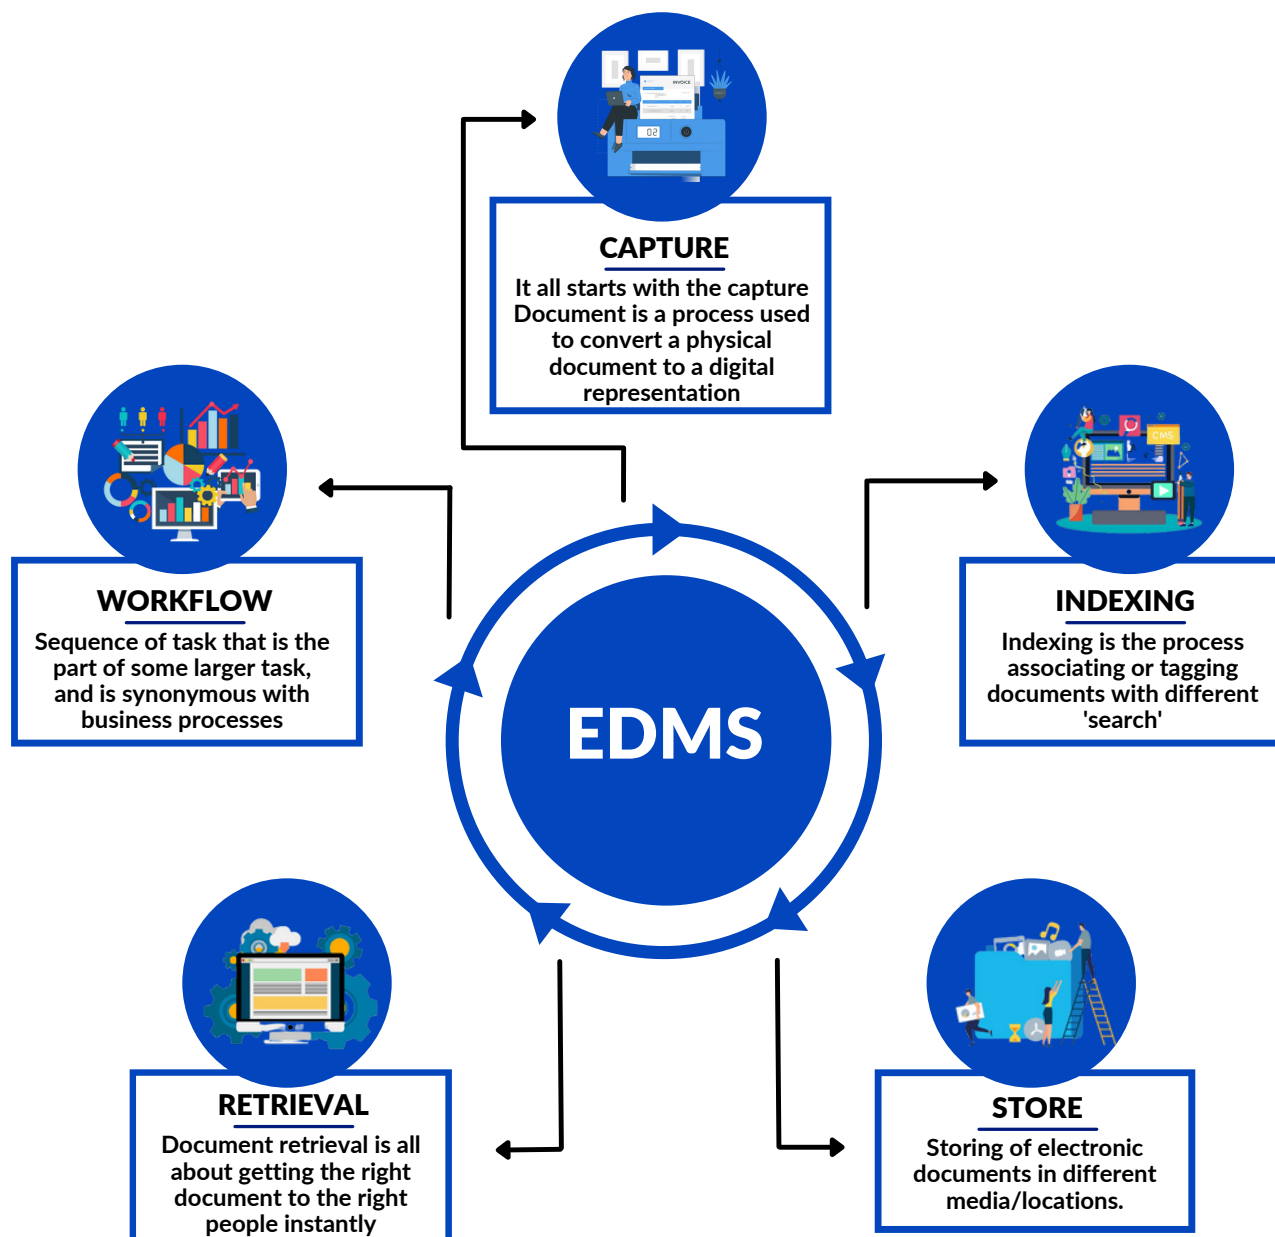 INVOICE
02
CAPTURE
It all starts with the capture
Document is a process used
to convert a physical
document to a digital
representation
WORKFLOW
Sequence of task that is the
part of some larger task,
and is synonymous with
business processes
CMS
INDEXING
Indexing is the process
associating or tagging
documents with different
'search'
EDMS
RETRIEVAL
Document retrieval is all
about getting the right
document to the right
people instantly
STORE
Storing of electronic
documents in different
media/locations.